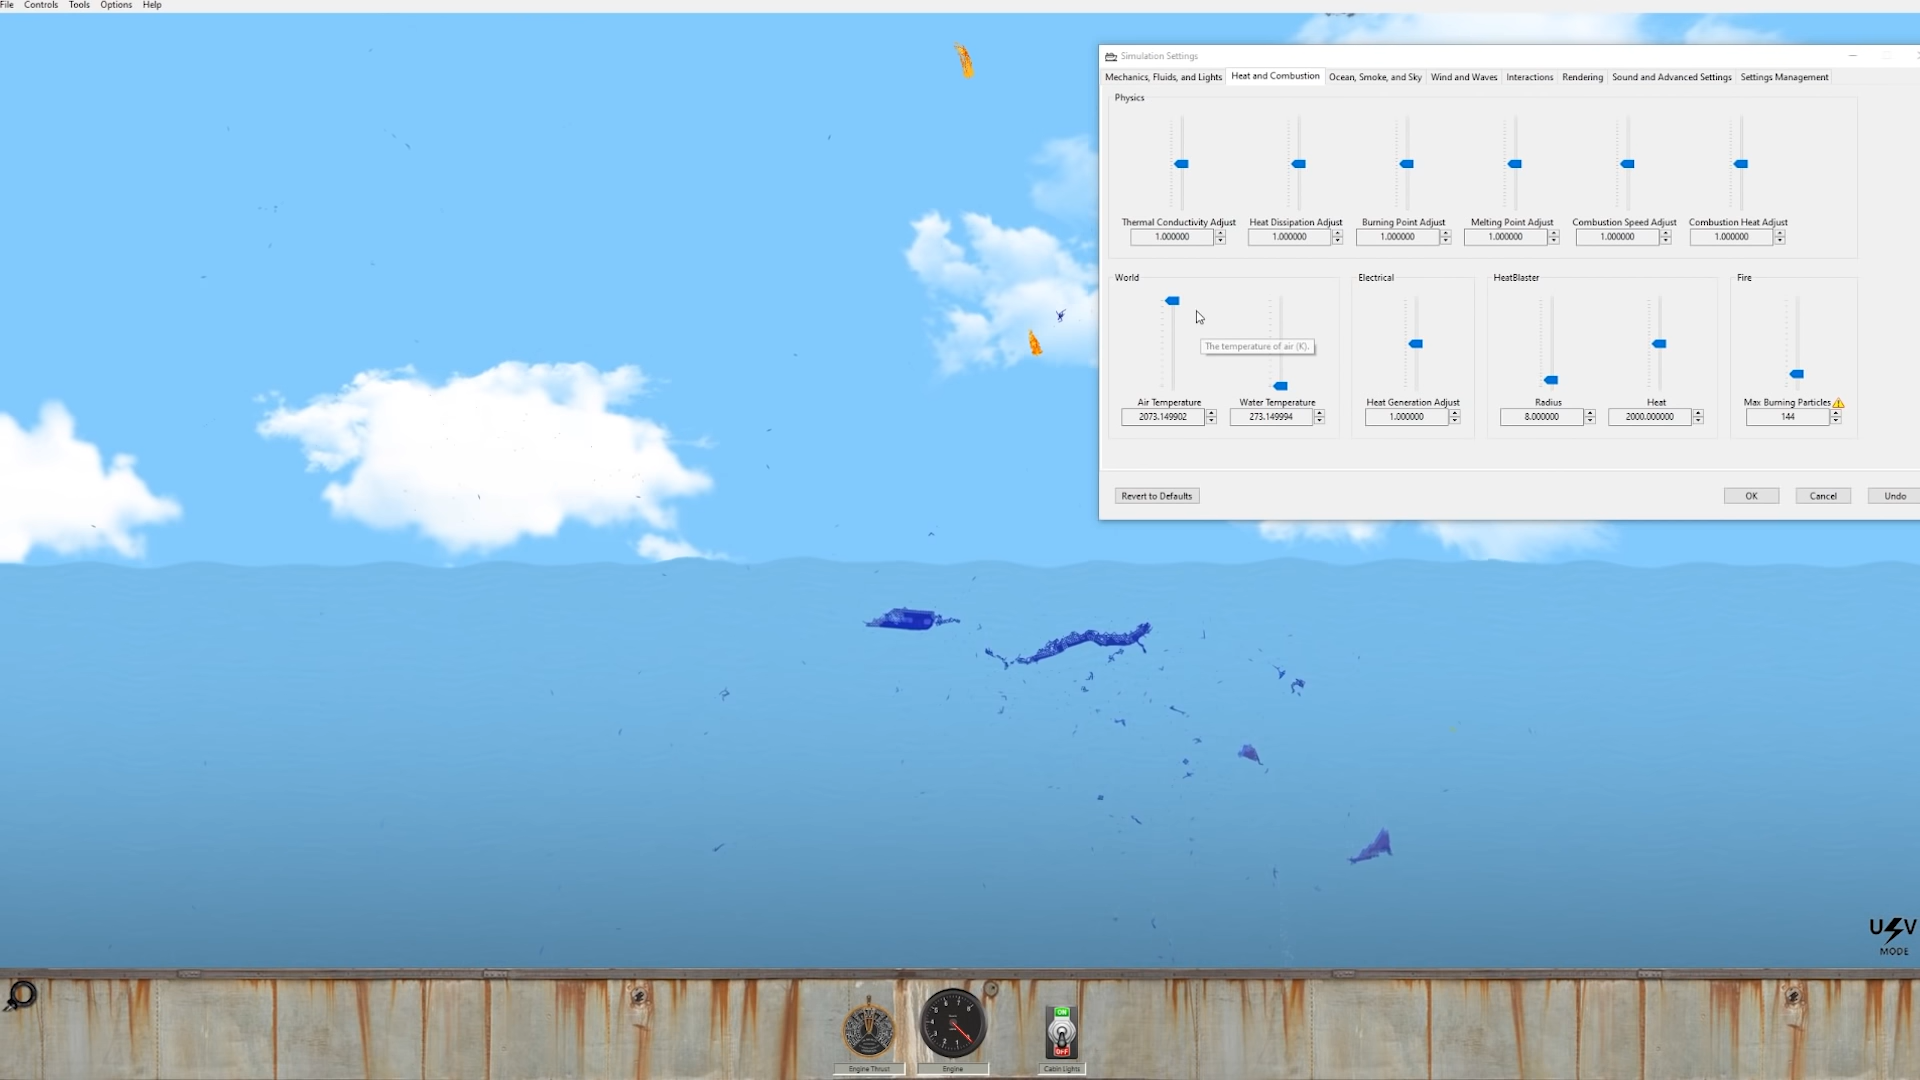 File Controls Tools Options Help
Simulation Settings
Mechanics, Fluids, and Lights Heat and Combustion Ocean, Smoke, and Sky Wind and Waves Interactions Rendering Sound and Advanced Settings Settings Management
Physics
Thermal Conductivity Adjust Heat Dissipation Adjust Burning Point Adjust Melting Point Adjust Combustion Speed Adjust Combustion Heat Adjust
1.000000 1.000000 1.000000 1.000000 1.000000 1.000000
World Electrical HeatBlaster Fire
The temperature of air (K).
Air Temperature Water Temperature Heat Generation Adjust Radius Heat Max Burning Particles
2073.149902 273.149994 1.000000 8.000000 2000.000000 144
Revert to Defaults OK Cancel Undo
U V
MODE
ON
OFF
Engine Thrust Engine Cabin Lights